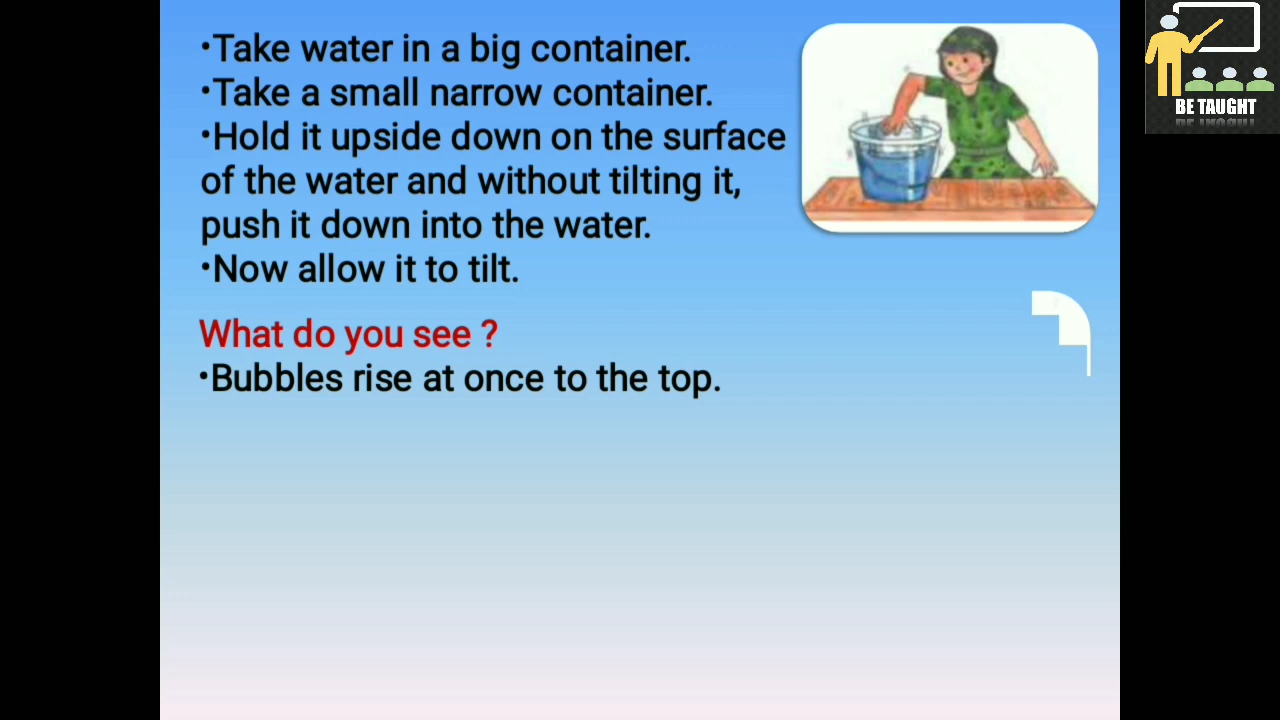 •Take water in a big container.
•Take a small narrow container.
•Hold it upside down on the surface
of the water and without tilting it,
push it down into the water.
•Now allow it to tilt.
What do you see ?
•Bubbles rise at once to the top.
BE TAUGHT